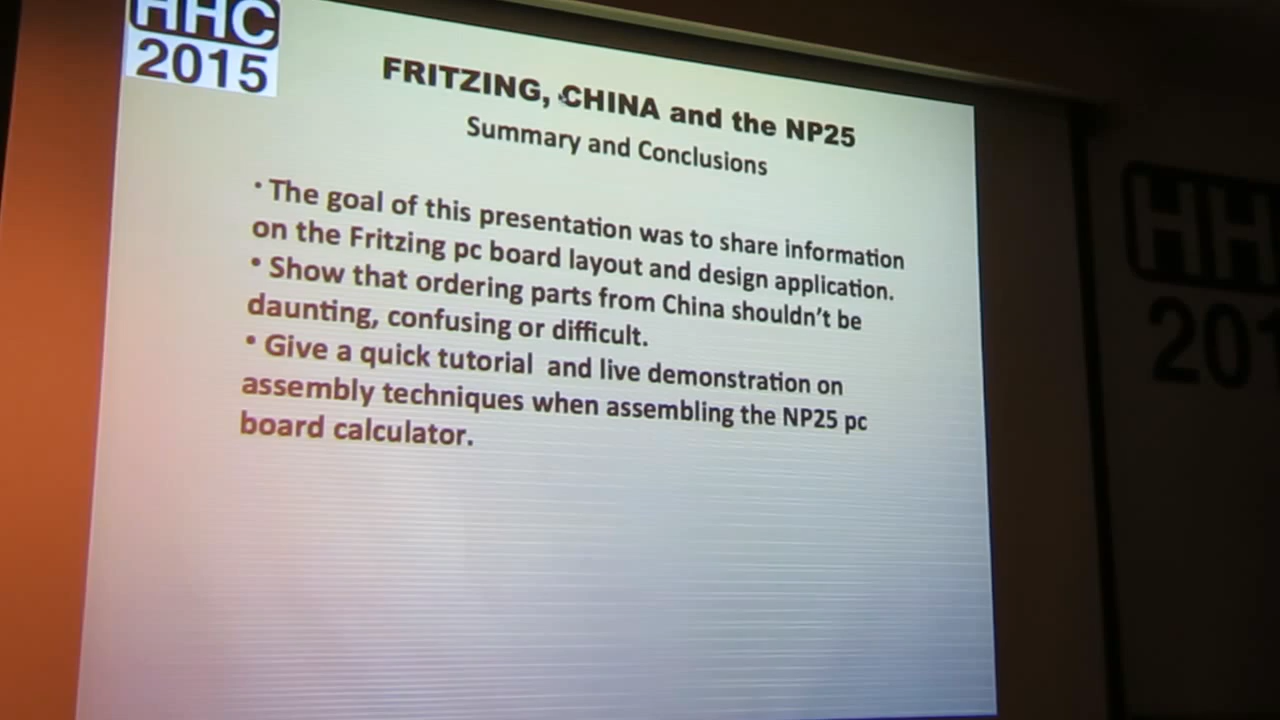 HHC
2015
FRITZING, CHINA and the NP25
Summary and Conclusions
• The goal of this presentation was to share information
on the Fritzing pc board layout and design application.
• Show that ordering parts from China shouldn't be
daunting, confusing or difficult.
• Give a quick tutorial and live demonstration on
assembly techniques when assembling the NP25 pc
board calculator.
HH
201